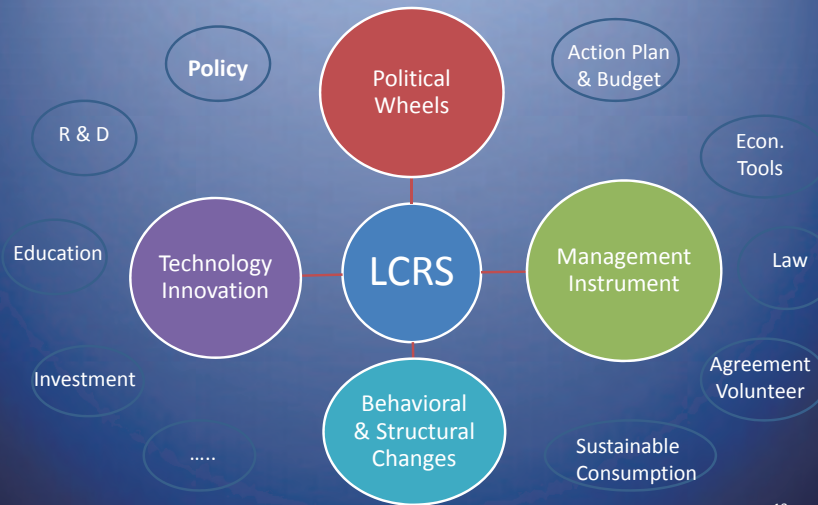 Policy
Political
Wheels
Action Plan
& Budget
R & D
Econ.
Tools
Education
Technology
Innovation
LCRS
Management
Instrument
Law
Investment
Behavioral
& Structural
Changes
Agreement
Volunteer
…..
Sustainable
Consumption